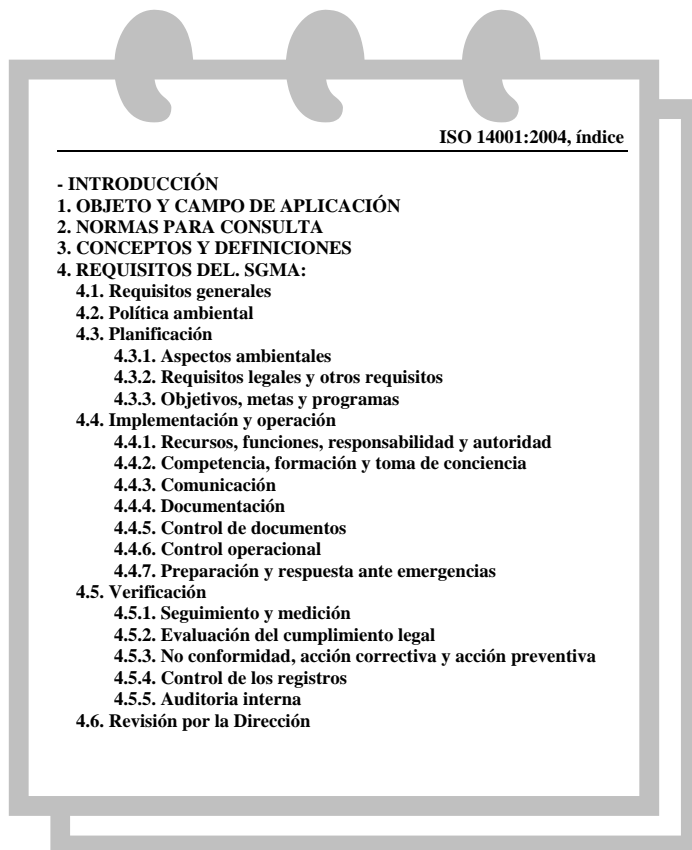 ISO 14001:2004, índice
- INTRODUCCIÓN
1. OBJETO Y CAMPO DE APLICACIÓN
2. NORMAS PARA CONSULTA
3. CONCEPTOS Y DEFINICIONES
4. REQUISITOS DEL. SGMA:
4.1. Requisitos generales
4.2. Política ambiental
4.3. Planificación
4.3.1. Aspectos ambientales
4.3.2. Requisitos legales y otros requisitos
4.3.3. Objetivos, metas y programas
4.4. Implementación y operación
4.4.1. Recursos, funciones, responsabilidad y autoridad
4.4.2. Competencia, formación y toma de conciencia
4.4.3. Comunicación
4.4.4. Documentación
4.4.5. Control de documentos
4.4.6. Control operacional
4.4.7. Preparación y respuesta ante emergencias
4.5. Verificación
4.5.1. Seguimiento y medición
4.5.2. Evaluación del cumplimiento legal
4.5.3. No conformidad, acción correctiva y acción preventiva
4.5.4. Control de los registros
4.5.5. Auditoria interna
4.6. Revisión por la Dirección